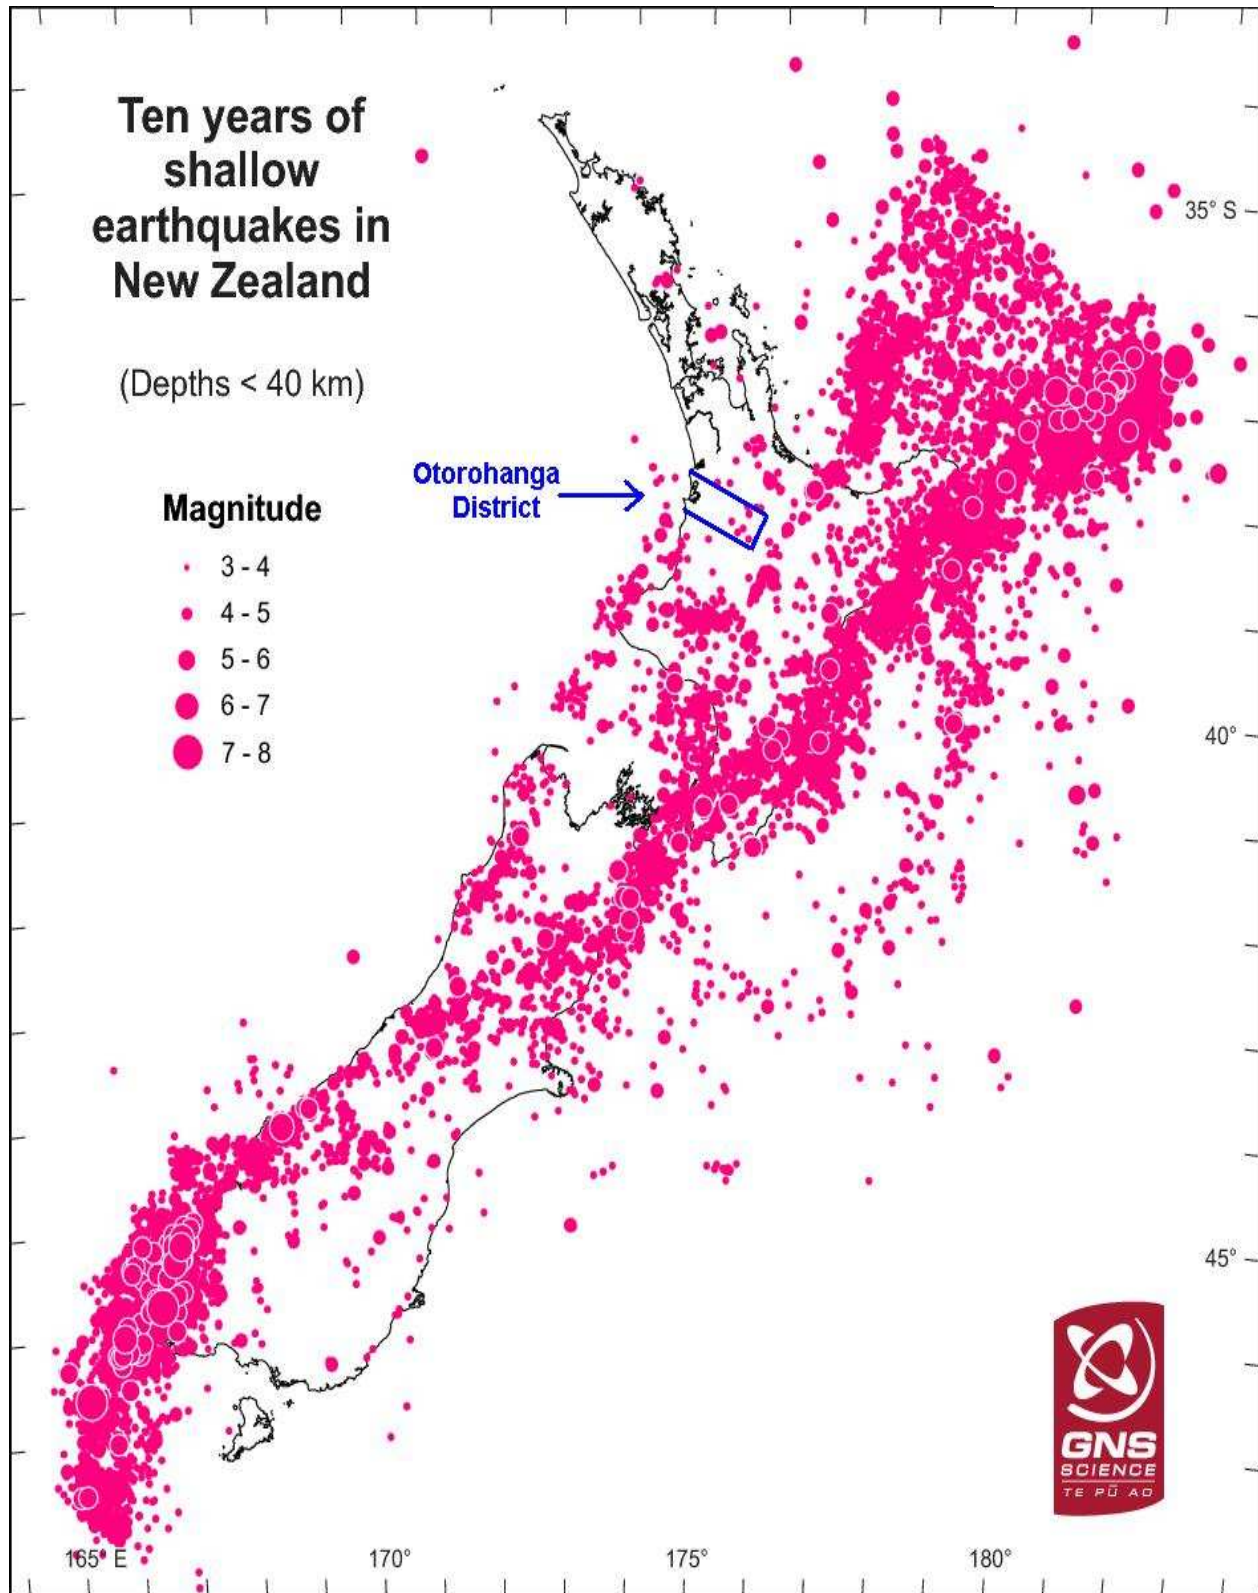 Ten years of
shallow
earthquakes in
New Zealand
(Depths < 40 km)
35° S
Otorohanga
District
Magnitude
3 - 4
4 - 5
5 - 6
6 - 7
7 - 8
40°
45°
GNS
SCIENCE
TE PŪ AO
165° E
170°
175°
180°